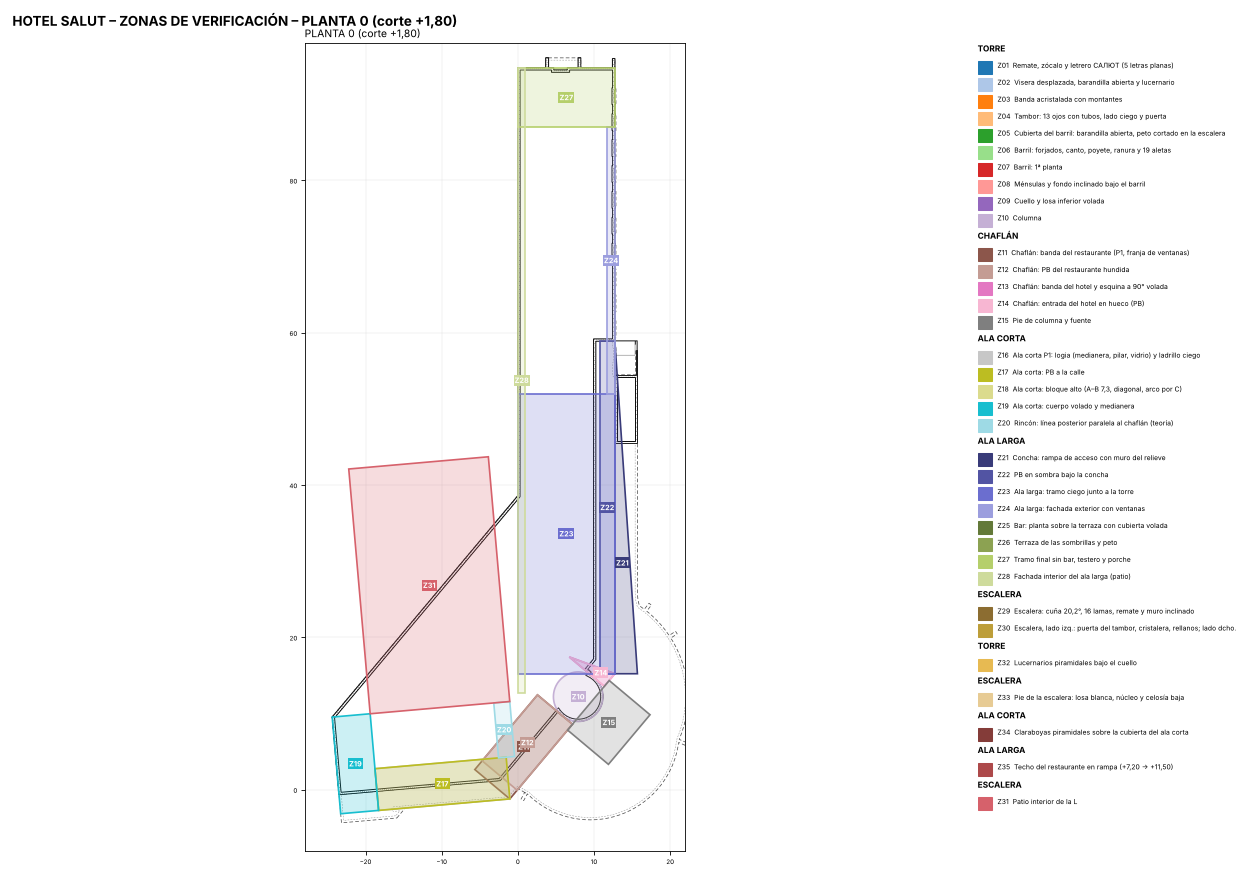 HOTEL SALUT – ZONAS DE VERIFICACIÓN – PLANTA 0 (corte +1,80)
PLANTA 0 (corte +1,80)
TORRE
Z01 Remate, zócalo y letrero САЛЮТ (5 letras planas)
Z02 Visera desplazada, barandilla abierta y lucernario
Z03 Banda acristalada con montantes
Z04 Tambor: 13 ojos con tubos, lado ciego y puerta
Z05 Cubierta del barril: barandilla abierta, peto cortado en la escalera
Z06 Barril: forjados, canto, poyete, ranura y 19 aletas
Z07 Barril: 1ª planta
Z08 Ménsulas y fondo inclinado bajo el barril
Z09 Cuello y losa inferior volada
Z10 Columna
CHAFLÁN
Z11 Chaflán: banda del restaurante (P1, franja de ventanas)
Z12 Chaflán: PB del restaurante hundida
Z13 Chaflán: banda del hotel y esquina a 90° volada
Z14 Chaflán: entrada del hotel en hueco (PB)
Z15 Pie de columna y fuente
ALA CORTA
Z16 Ala corta P1: logia (medianera, pilar, vidrio) y ladrillo ciego
Z17 Ala corta: PB a la calle
Z18 Ala corta: bloque alto (A–B 7,3, diagonal, arco por C)
Z19 Ala corta: cuerpo volado y medianera
Z20 Rincón: línea posterior paralela al chaflán (teoría)
ALA LARGA
Z21 Concha: rampa de acceso con muro del relieve
Z22 PB en sombra bajo la concha
Z23 Ala larga: tramo ciego junto a la torre
Z24 Ala larga: fachada exterior con ventanas
Z25 Bar: planta sobre la terraza con cubierta volada
Z26 Terraza de las sombrillas y peto
Z27 Tramo final sin bar, testero y porche
Z28 Fachada interior del ala larga (patio)
ESCALERA
Z29 Escalera: cuña 20,2°, 16 lamas, remate y muro inclinado
Z30 Escalera, lado izq.: puerta del tambor, cristalera, rellanos; lado dcho.
TORRE
Z32 Lucernarios piramidales bajo el cuello
ESCALERA
Z33 Pie de la escalera: losa blanca, núcleo y celosía baja
ALA CORTA
Z34 Claraboyas piramidales sobre la cubierta del ala corta
ALA LARGA
Z35 Techo del restaurante en rampa (+7,20 → +11,50)
ESCALERA
Z31 Patio interior de la L
Z27
Z24
Z28
Z22
Z23
Z21
Z31
Z14
Z10
Z15
Z20
Z12
Z19
Z17
80
60
40
20
0
−20
−10
0
10
20